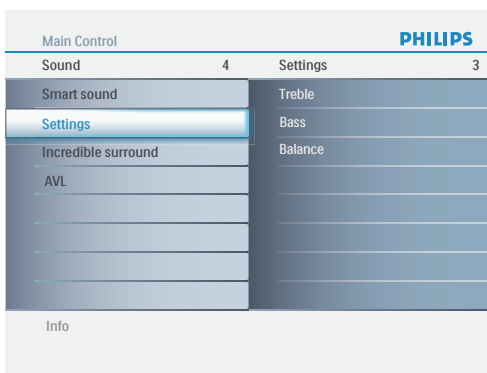 Main Control PHILIPS
Sound 4 Settings 3
Smart sound Treble
Settings Bass
Incredible surround Balance
AVL
Info